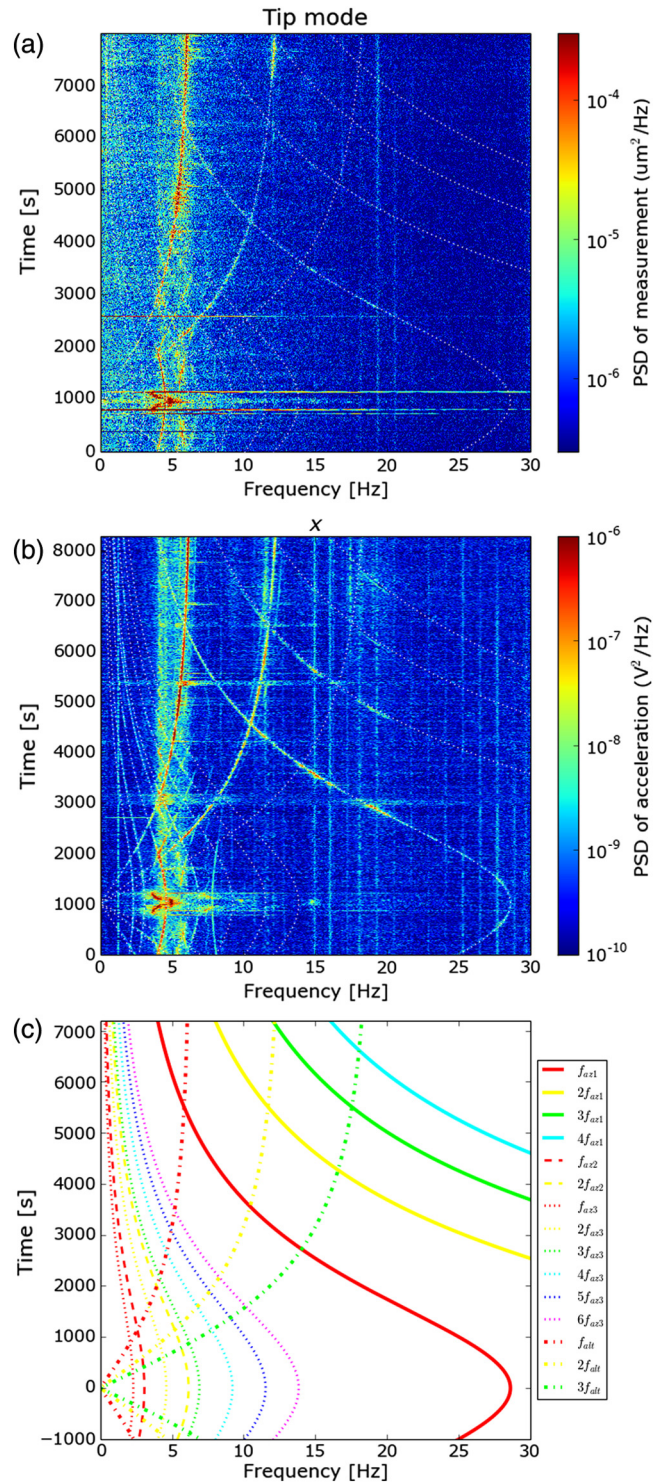 Tip mode
(a)
7000
6000
5000
4000
3000
2000
1000
0
Time [s]
0 5 10 15 20 25 30
Frequency [Hz]
10^-4
10^-5
10^-6
PSD of measurement (um²/Hz)
x
(b)
8000
7000
6000
5000
4000
3000
2000
1000
0
Time [s]
0 5 10 15 20 25 30
Frequency [Hz]
10^-6
10^-7
10^-8
10^-9
10^-10
PSD of acceleration (V²/Hz)
(c)
7000
6000
5000
4000
3000
2000
1000
0
−1000
Time [s]
0 5 10 15 20 25 30
Frequency [Hz]
f_az1
2f_az1
3f_az1
4f_az1
f_az2
2f_az2
f_az3
2f_az3
3f_az3
4f_az3
5f_az3
6f_az3
f_alt
2f_alt
3f_alt